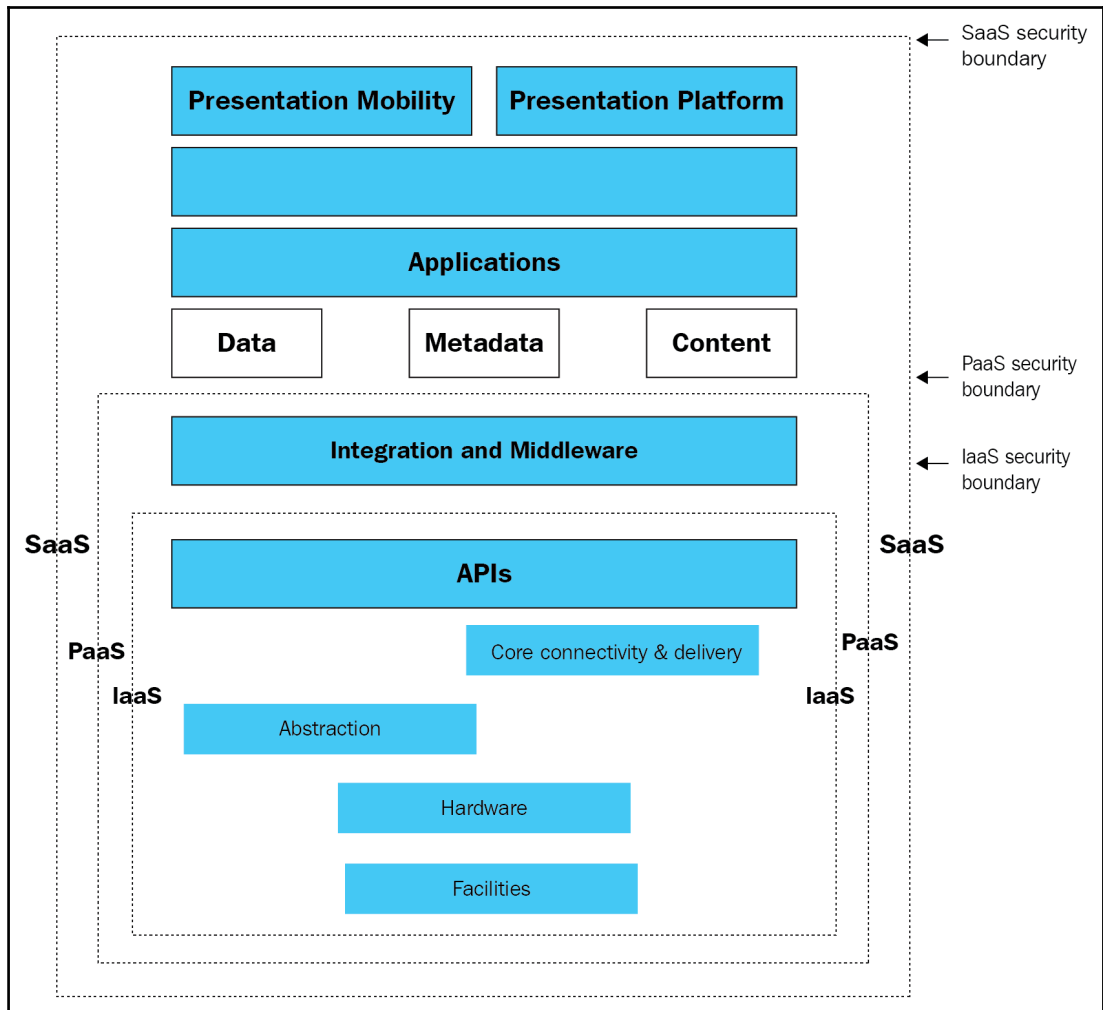 SaaS security
boundary
Presentation Mobility
Presentation Platform
Applications
Data
Metadata
Content
PaaS security
boundary
Integration and Middleware
IaaS security
boundary
SaaS
SaaS
APIs
PaaS
Core connectivity & delivery
PaaS
IaaS
IaaS
Abstraction
Hardware
Facilities